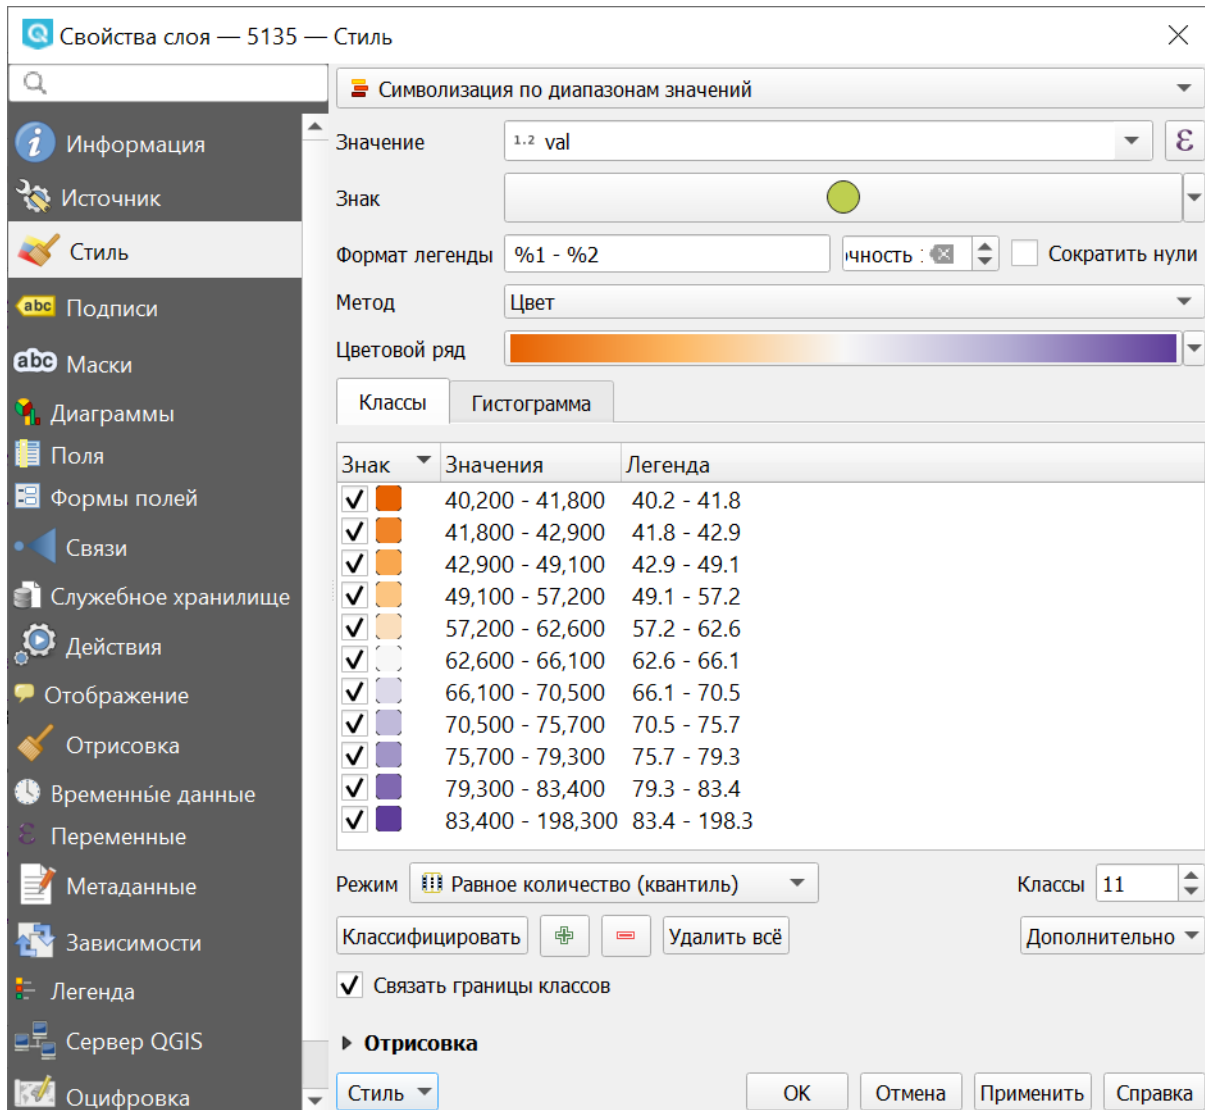 Свойства слоя — 5135 — Стиль
Информация
Источник
Стиль
abc Подписи
abc Маски
Диаграммы
Поля
Формы полей
Связи
Служебное хранилище
Действия
Отображение
Отрисовка
Временны́е данные
ε Переменные
Метаданные
Зависимости
Легенда
Сервер QGIS
Оцифровка
Символизация по диапазонам значений
Значение 1.2 val ε
Знак
Формат легенды %1 - %2 Сократить нули
Метод Цвет
Цветовой ряд
Классы Гистограмма
Знак Значения Легенда
40,200 - 41,800 40.2 - 41.8
41,800 - 42,900 41.8 - 42.9
42,900 - 49,100 42.9 - 49.1
49,100 - 57,200 49.1 - 57.2
57,200 - 62,600 57.2 - 62.6
62,600 - 66,100 62.6 - 66.1
66,100 - 70,500 66.1 - 70.5
70,500 - 75,700 70.5 - 75.7
75,700 - 79,300 75.7 - 79.3
79,300 - 83,400 79.3 - 83.4
83,400 - 198,300 83.4 - 198.3
Режим Равное количество (квантиль) Классы 11
Классифицировать Удалить всё Дополнительно
Связать границы классов
Отрисовка
Стиль ОК Отмена Применить Справка